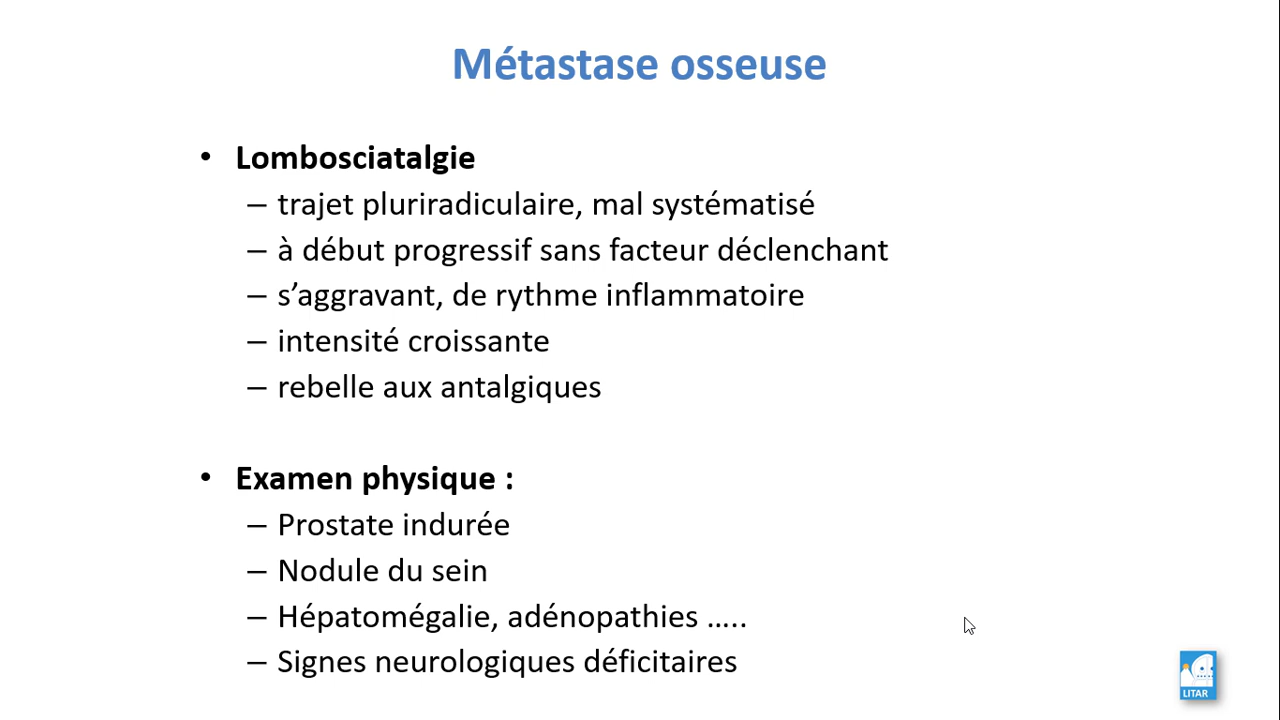 Métastase osseuse
• Lombosciatalgie
– trajet pluriradiculaire, mal systématisé
– à début progressif sans facteur déclenchant
– s’aggravant, de rythme inflammatoire
– intensité croissante
– rebelle aux antalgiques
• Examen physique :
– Prostate indurée
– Nodule du sein
– Hépatomégalie, adénopathies …..
– Signes neurologiques déficitaires
LITAR